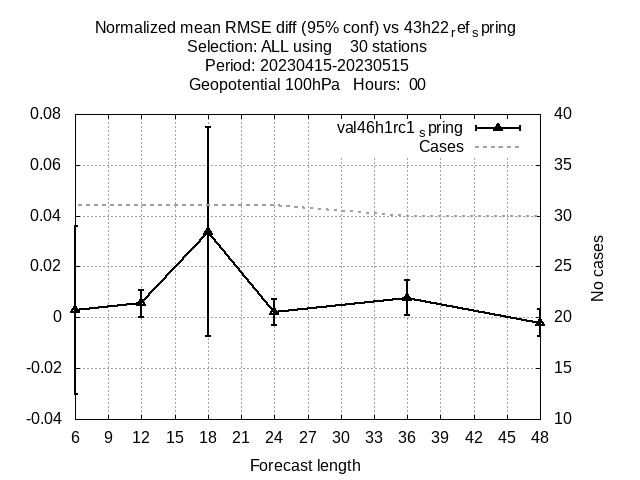 Normalized mean RMSE diff (95% conf) vs 43h22refspring
Selection: ALL using 30 stations
Period: 20230415-20230515
Geopotential 100hPa Hours: 00
val46h1rc1spring
Cases
0.08
0.06
0.04
0.02
0
-0.02
-0.04
40
35
30
25
20
15
10
No cases
6 9 12 15 18 21 24 27 30 33 36 39 42 45 48
Forecast length